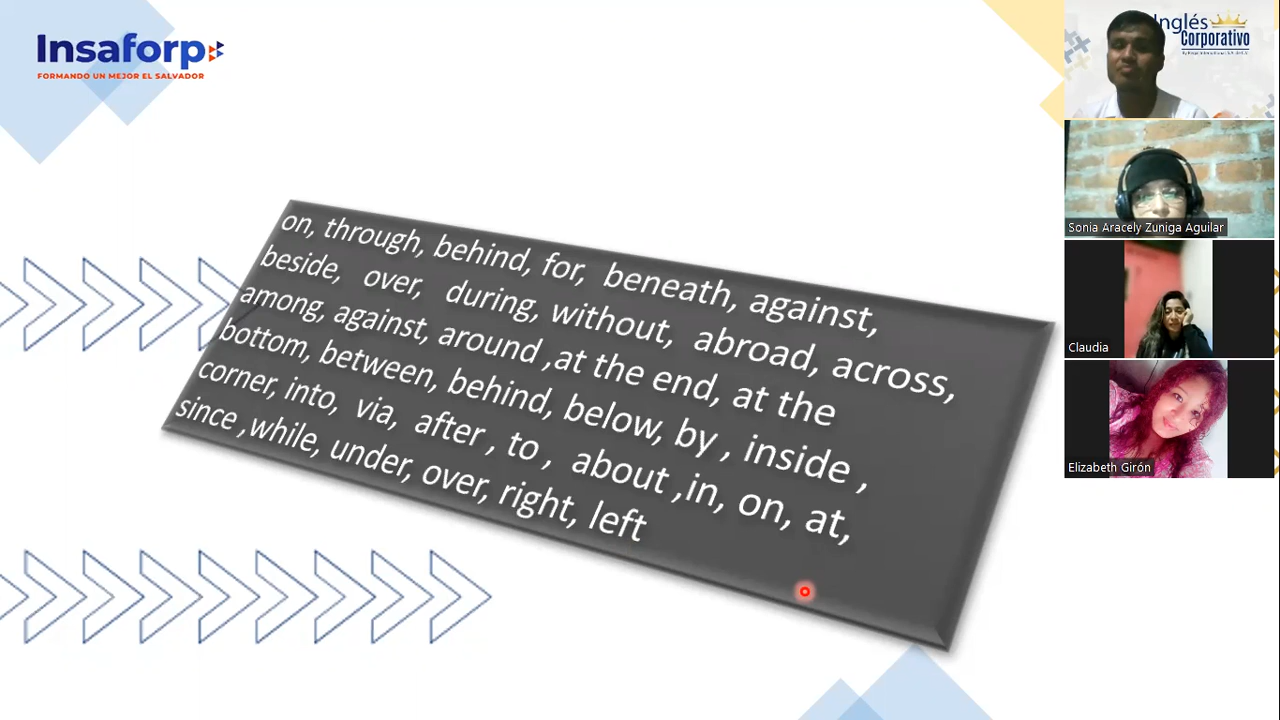 Insaforp
FORMANDO UN MEJOR EL SALVADOR
on, through, behind, for, beneath, against,
beside, over, during, without, abroad, across,
among, against, around ,at the end, at the
bottom, between, behind, below, by , inside ,
corner, into, via, after , to , about ,in, on, at,
since ,while, under, over, right, left
Inglés
Corporativo
Sonia Aracely Zuniga Aguilar
Claudia
Elizabeth Girón